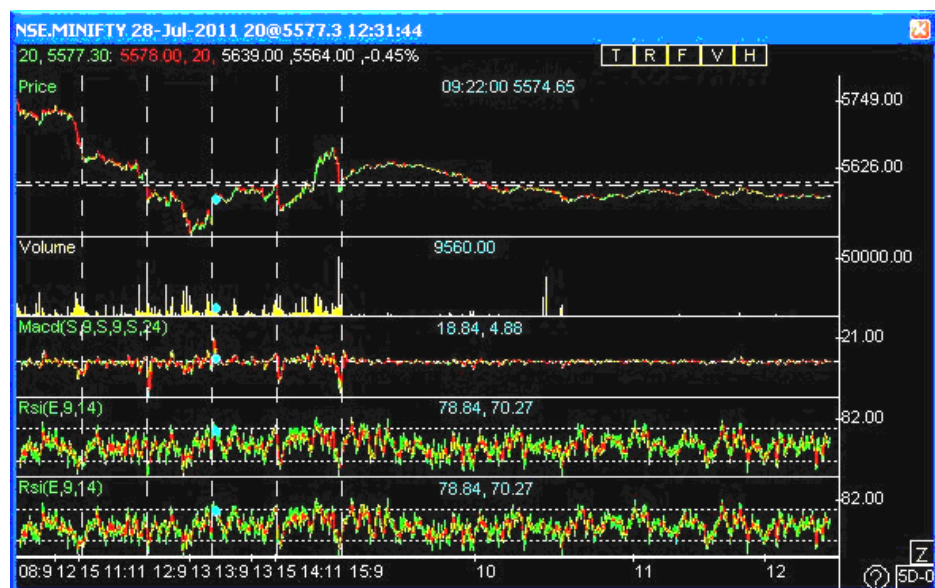 NSE.MINIFTY 28-Jul-2011 20@5577.3 12:31:44
20, 5577.30: 5578.00, 20, 5639.00 ,5564.00 ,-0.45%
T R F V H
Price 09:22:00 5574.65
5749.00
5626.00
Volume 9560.00
50000.00
Macd(S,9,S,9,S,24) 18.84, 4.88
21.00
Rsi(E,9,14) 78.84, 70.27
82.00
Rsi(E,9,14) 78.84, 70.27
82.00
Z
08:9 12 15 11:11 12:9 13 13:9 13 15 14:11 15:9 10 11 12
? 5D-0